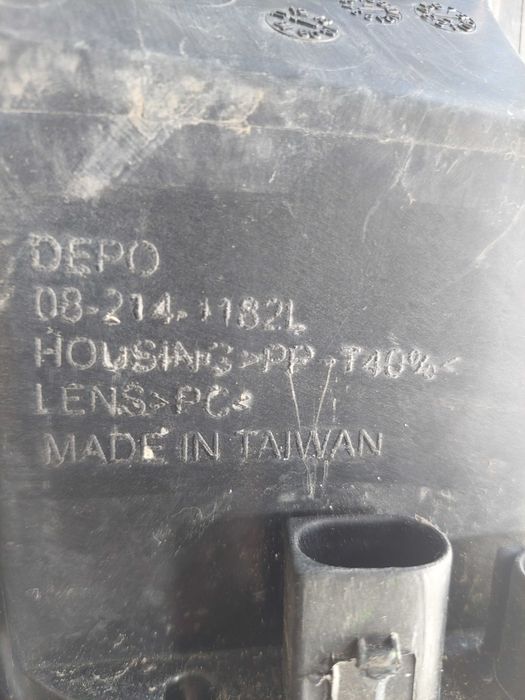 DEPO
08-214-1182L
HOUSING>PP-T40%<
LENS>PC<
MADE IN TAIWAN